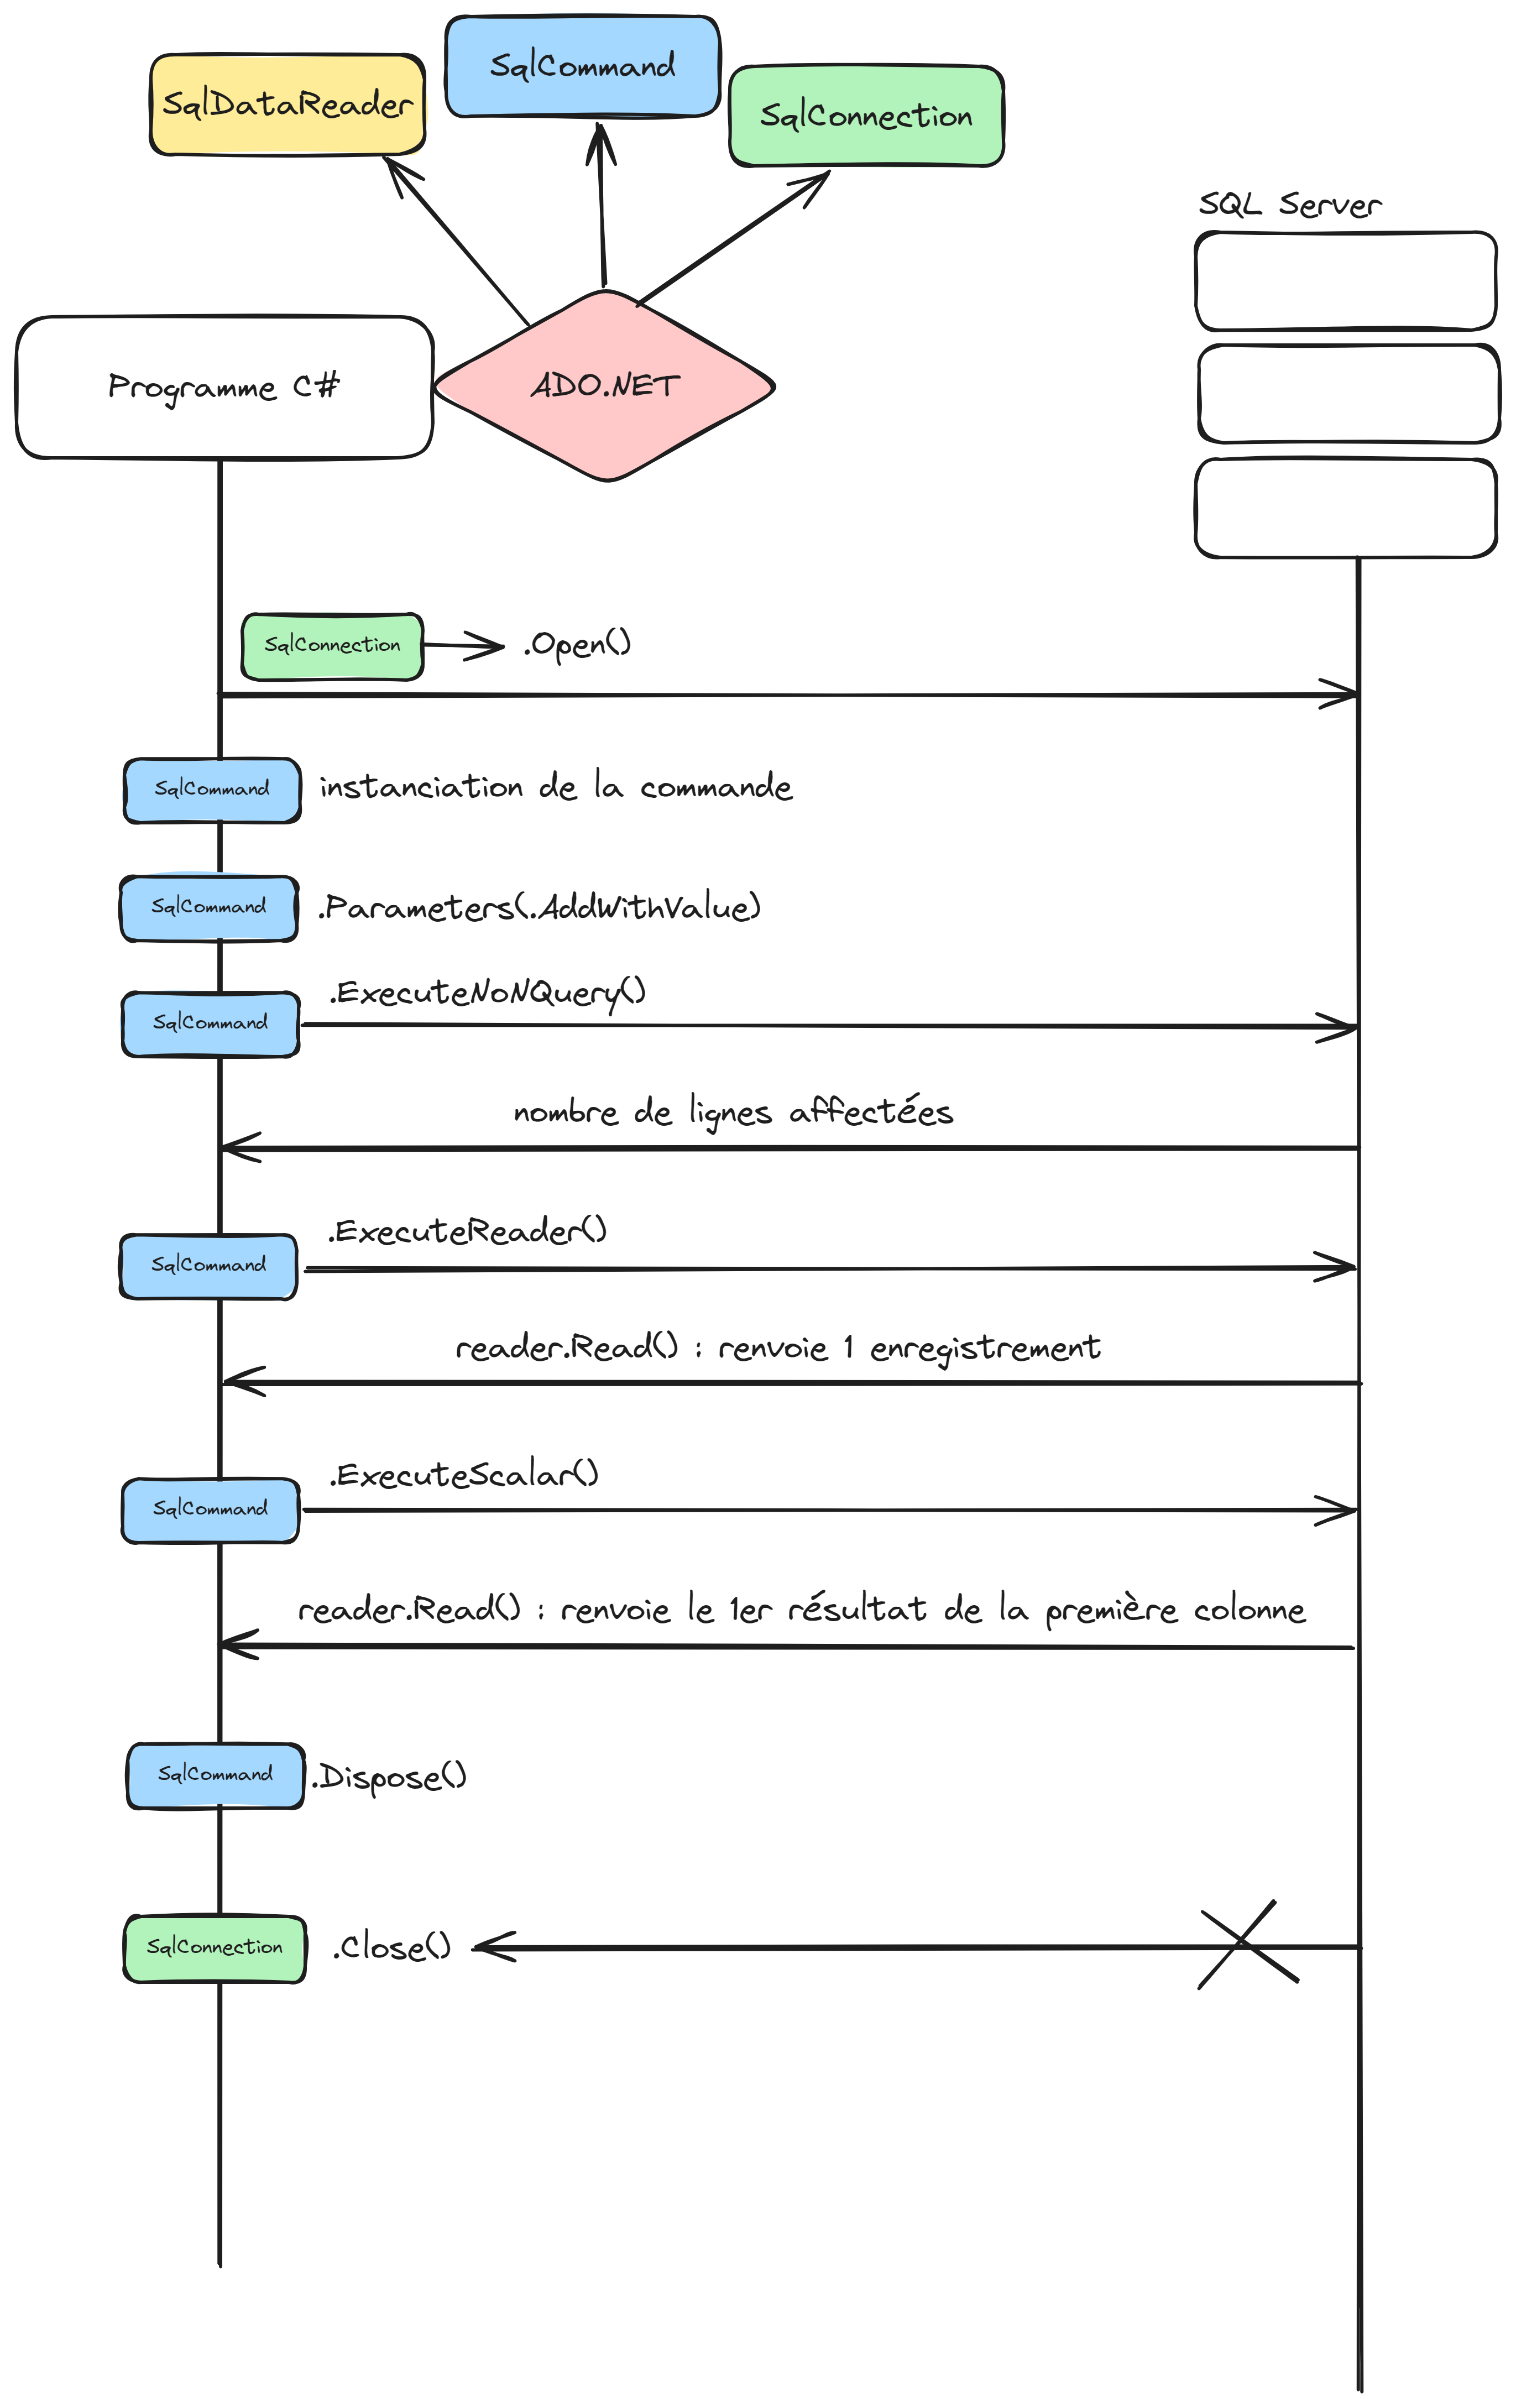 SqlCommand
SqlDataReader
SqlConnection
SQL Server
Programme C#
ADO.NET
SqlConnection
.Open()
SqlCommand
instanciation de la commande
SqlCommand
.Parameters(.AddWithValue)
.ExecuteNoNQuery()
SqlCommand
nombre de lignes affectées
.ExecuteReader()
SqlCommand
reader.Read() : renvoie 1 enregistrement
.ExecuteScalar()
SqlCommand
reader.Read() : renvoie le 1er résultat de la première colonne
SqlCommand
.Dispose()
SqlConnection
.Close()